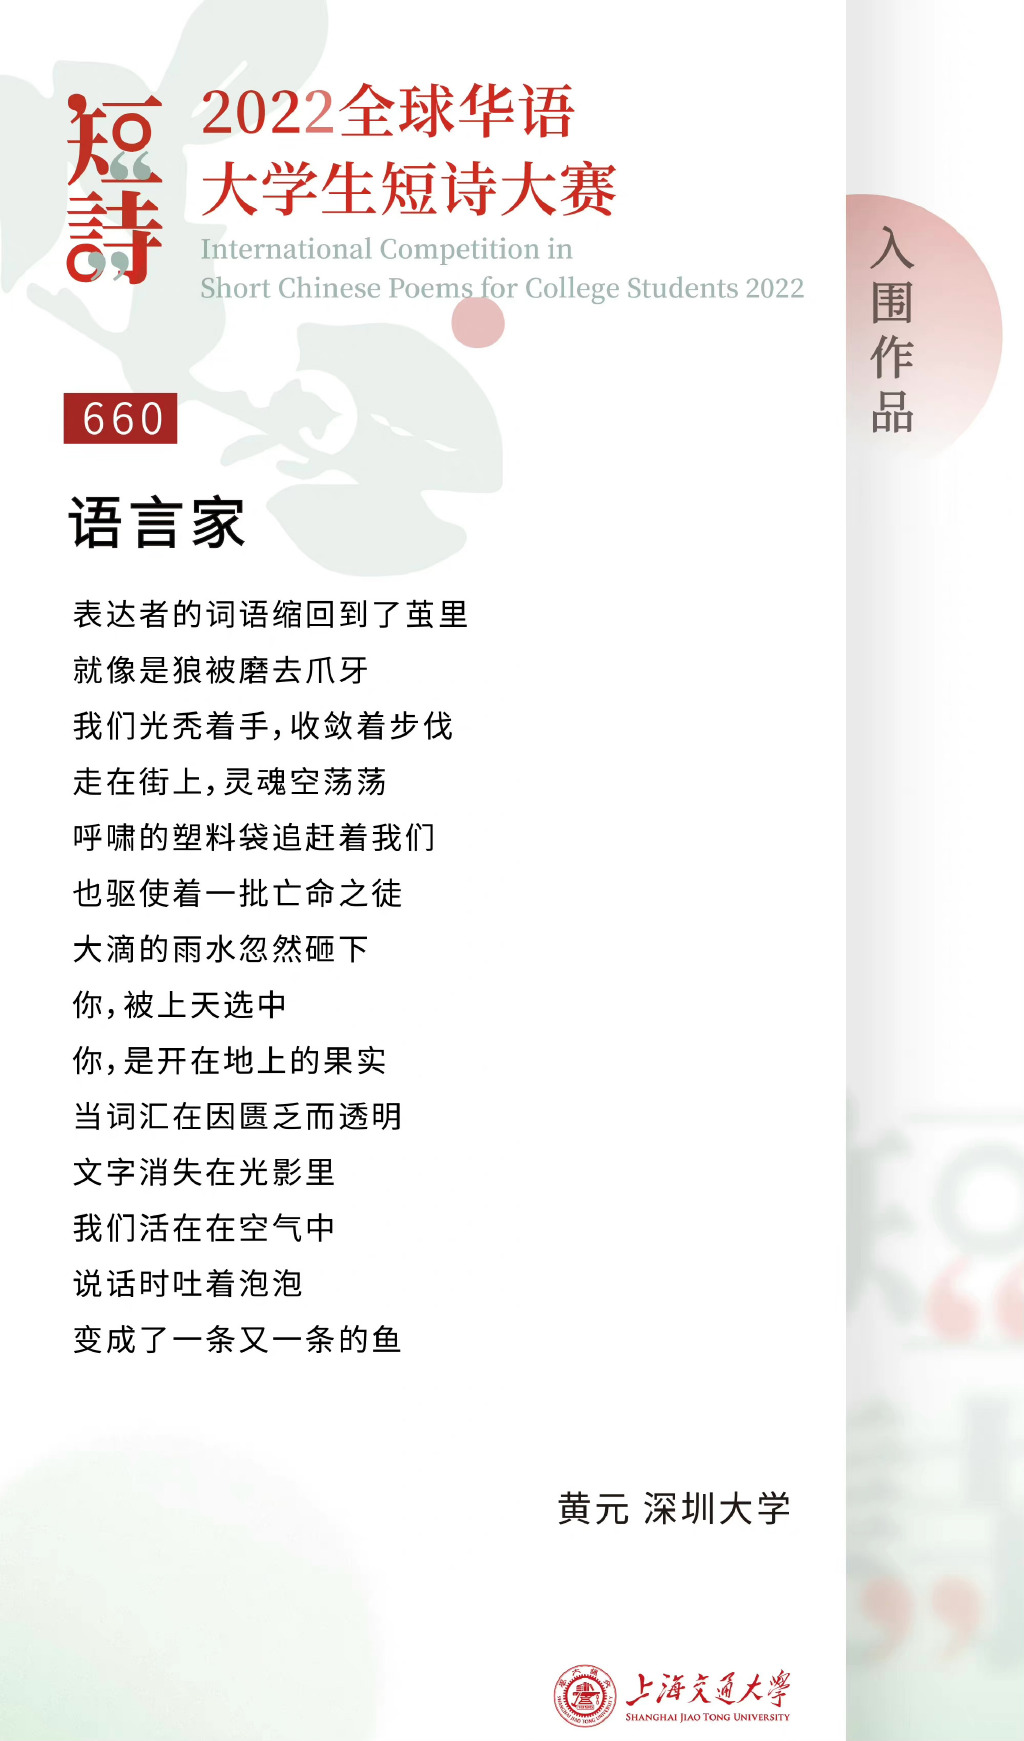 短詩
2022全球华语
大学生短诗大赛
International Competition in
Short Chinese Poems for College Students 2022
入围作品
660
语言家
表达者的词语缩回到了茧里
就像是狼被磨去爪牙
我们光秃着手，收敛着步伐
走在街上，灵魂空荡荡
呼啸的塑料袋追赶着我们
也驱使着一批亡命之徒
大滴的雨水忽然砸下
你，被上天选中
你，是开在地上的果实
当词汇在因匮乏而透明
文字消失在光影里
我们活在在空气中
说话时吐着泡泡
变成了一条又一条的鱼
黄元 深圳大学
上海交通大学
SHANGHAI JIAO TONG UNIVERSITY